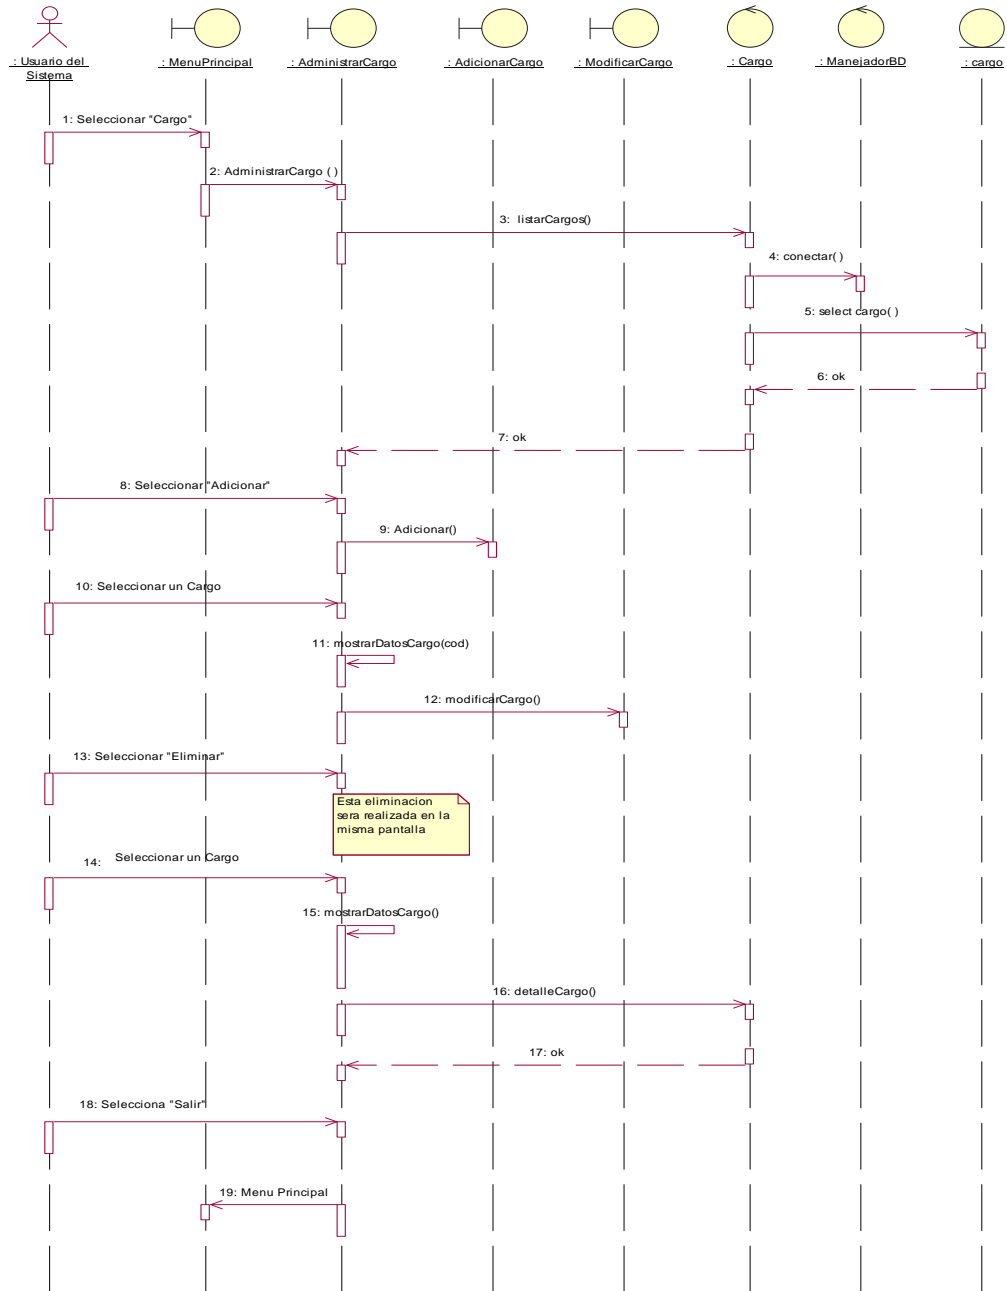 : Usuario del
Sistema
: MenuPrincipal
: AdministrarCargo
: AdicionarCargo
: ModificarCargo
: Cargo
: ManejadorBD
: cargo
1: Seleccionar "Cargo"
2: AdministrarCargo ( )
3: listarCargos()
4: conectar( )
5: select cargo( )
6: ok
7: ok
8: Seleccionar "Adicionar"
9: Adicionar()
10: Seleccionar un Cargo
11: mostrarDatosCargo(cod)
12: modificarCargo()
13: Seleccionar "Eliminar"
Esta eliminacion
sera realizada en la
misma pantalla
14: Seleccionar un Cargo
15: mostrarDatosCargo()
16: detalleCargo()
17: ok
18: Selecciona "Salir"
19: Menu Principal